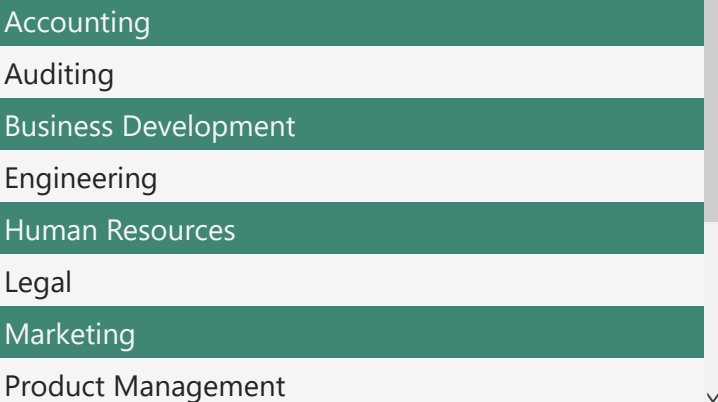 Accounting
Auditing
Business Development
Engineering
Human Resources
Legal
Marketing
Product Management